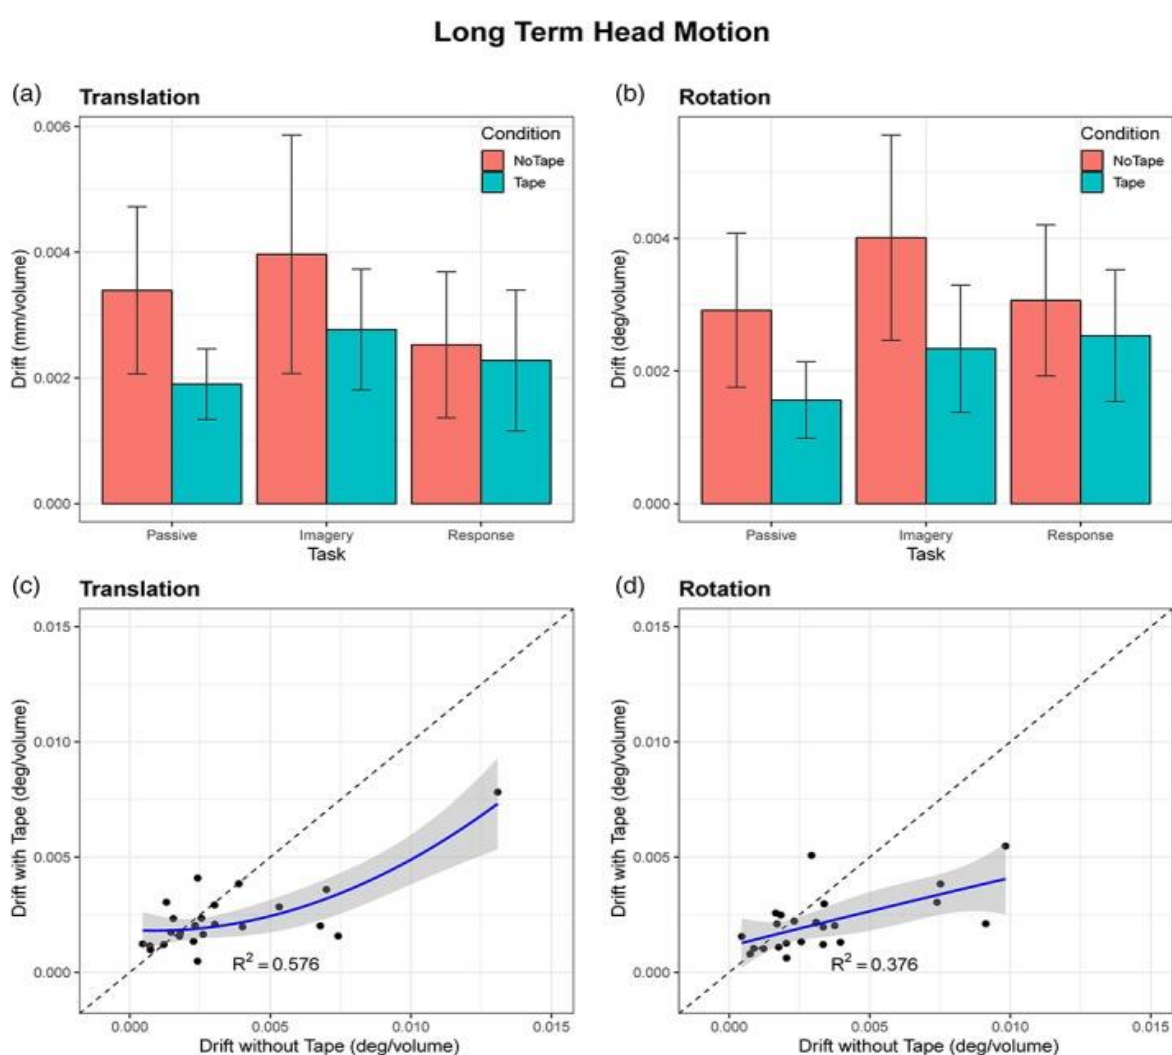 Long Term Head Motion
(a) Translation
Drift (mm/volume)
0.006
0.004
0.002
0.000
Condition
NoTape
Tape
Passive Imagery Response
Task
(b) Rotation
Drift (deg/volume)
0.004
0.002
0.000
Condition
NoTape
Tape
Passive Imagery Response
Task
(c) Translation
Drift with Tape (deg/volume)
0.015
0.010
0.005
0.000
R² = 0.576
0.000 0.005 0.010 0.015
Drift without Tape (deg/volume)
(d) Rotation
Drift with Tape (deg/volume)
0.015
0.010
0.005
0.000
R² = 0.376
0.000 0.005 0.010 0.015
Drift without Tape (deg/volume)